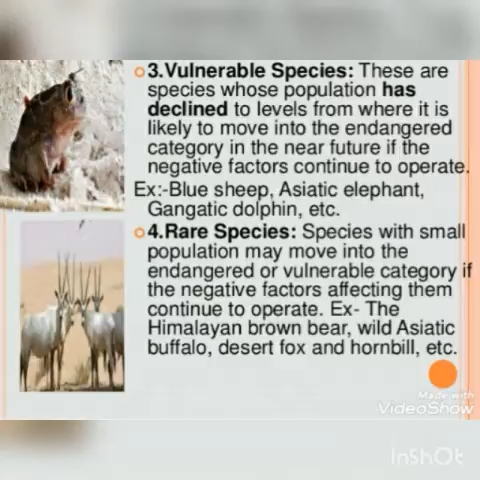 3.Vulnerable Species: These are
species whose population has
declined to levels from where it is
likely to move into the endangered
category in the near future if the
negative factors continue to operate.
Ex:-Blue sheep, Asiatic elephant,
Gangatic dolphin, etc.
4.Rare Species: Species with small
population may move into the
endangered or vulnerable category if
the negative factors affecting them
continue to operate. Ex- The
Himalayan brown bear, wild Asiatic
buffalo, desert fox and hornbill, etc.
Made with
VideoShow
InShOt